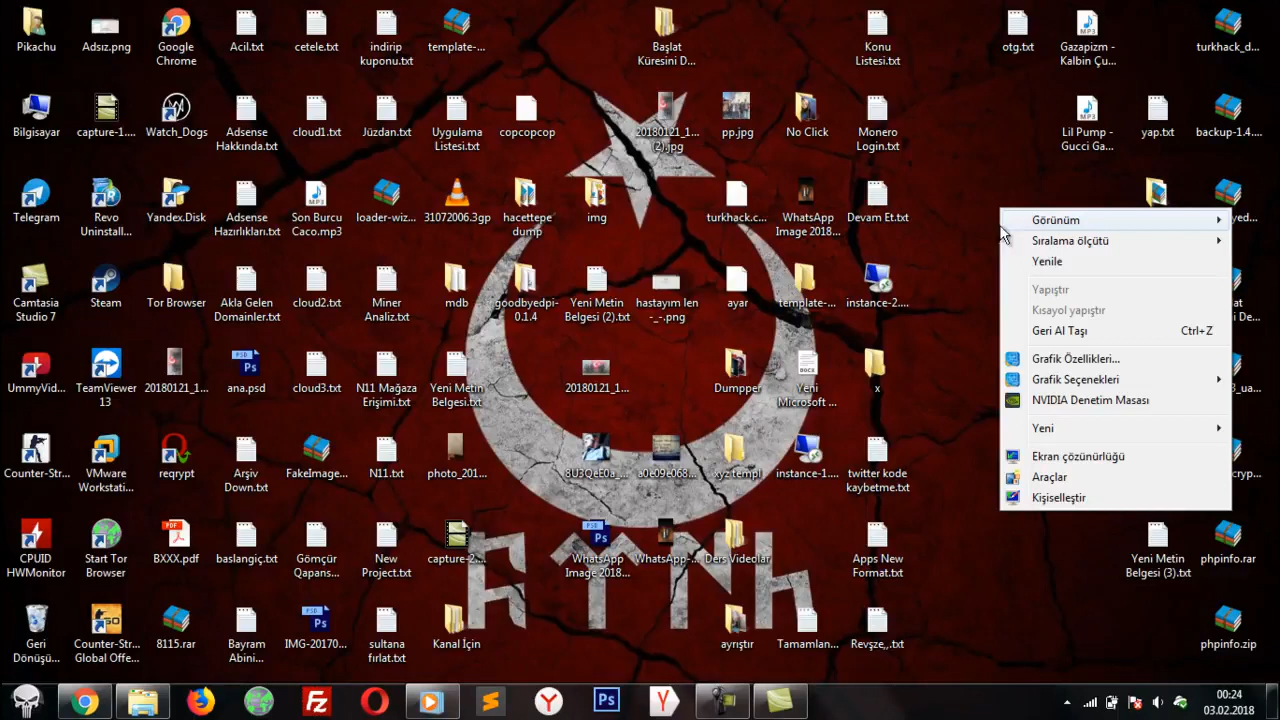 Pikachu
Adsız.png
Google
Chrome
Acil.txt
cetele.txt
indirip
kuponu.txt
template-...
Başlat
Küresini D...
Konu
Listesi.txt
otg.txt
Gazapizm -
Kalbin Çu...
turkhack_d...
Bilgisayar
capture-1....
Watch_Dogs
Adsense
Hakkında.txt
cloud1.txt
Jüzdan.txt
Uygulama
Listesi.txt
copcopcop
20180121_1...
(2).jpg
pp.jpg
No Click
Monero
Login.txt
Lil Pump -
Gucci Ga...
yap.txt
backup-1.4....
Telegram
Revo
Uninstall...
Yandex.Disk
Adsense
Hazırlıkları.txt
Son Burcu
Caco.mp3
loader-wiz...
31072006.3gp
hacettepe
dump
img
turkhack.c...
WhatsApp
Image 2018...
Devam Et.txt
yed...
Camtasia
Studio 7
Steam
Tor Browser
Akla Gelen
Domainler.txt
cloud2.txt
Miner
Analiz.txt
mdb
goodbyedpi-
0.1.4
Yeni Metin
Belgesi (2).txt
hastayım len
-_-.png
ayar
template-...
instance-2....
at
i De...
UmmyVid...
TeamViewer
13
20180121_1...
ana.psd
cloud3.txt
N11 Mağaza
Erişimi.txt
Yeni Metin
Belgesi.txt
20180121_1...
Dumpper
Yeni
Microsoft ...
x
3_ua...
Counter-Str...
VMware
Workstati...
reqrypt
Arşiv
Down.txt
FakeImage...
N11.txt
photo_201...
8U3QeE0a_...
a0e09e068...
xyz templ
instance-1....
twitter kode
kaybetme.txt
cryp...
CPUID
HWMonitor
Start Tor
Browser
BXXX.pdf
baslangiç.txt
Gömçür
Qapans...
New
Project.txt
capture-2....
WhatsApp
Image 2018...
WhatsApp-...
Ders Videolar
Apps New
Format.txt
Yeni Metin
Belgesi (3).txt
phpinfo.rar
Geri
Dönüşü...
Counter-Str...
Global Offe...
8115.rar
Bayram
Abini...
IMG-20170...
sultana
fırlat.txt
Kanal İçin
ayrıştır
Tamamlan...
Revşze,,.txt
phpinfo.zip
Görünüm
Sıralama ölçütü
Yenile
Yapıştır
Kısayol yapıştır
Geri Al Taşı Ctrl+Z
Grafik Özellikleri...
Grafik Seçenekleri
NVIDIA Denetim Masası
Yeni
Ekran çözünürlüğü
Araçlar
Kişiselleştir
00:24
03.02.2018